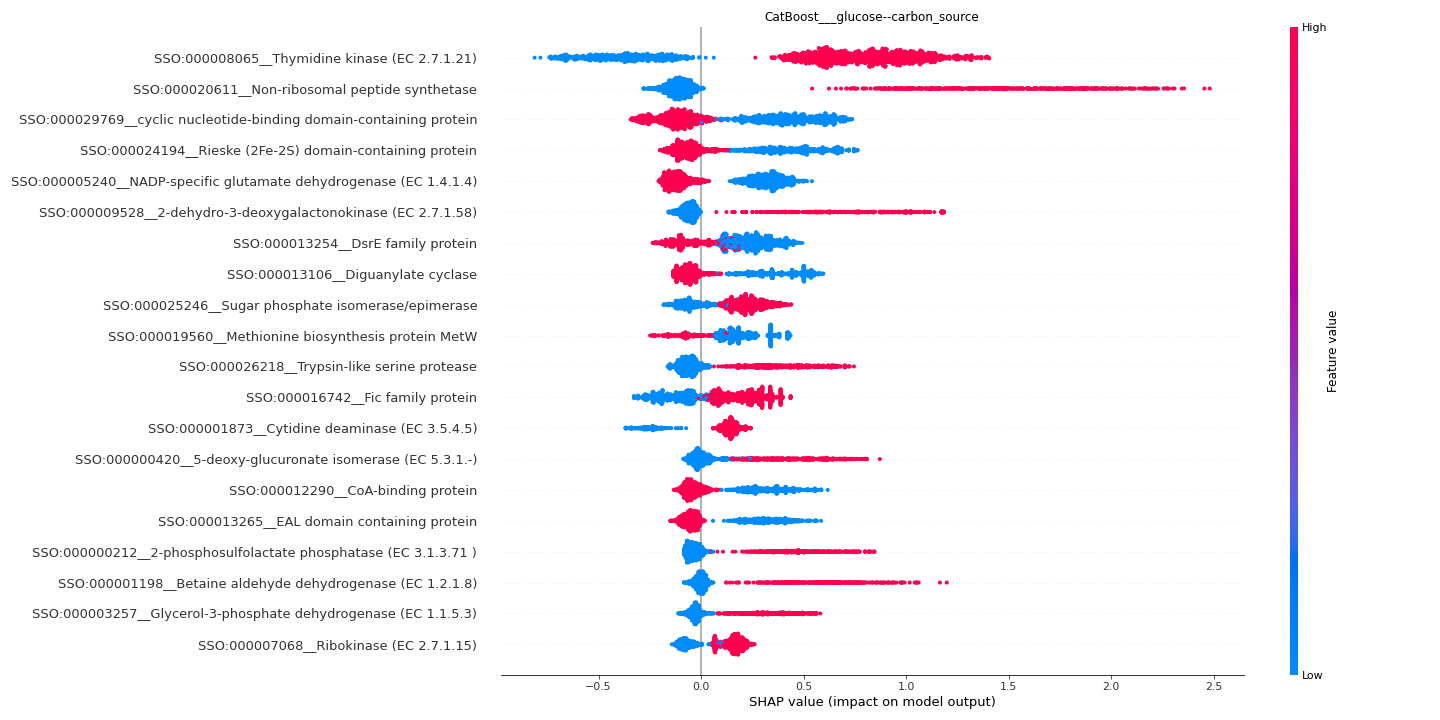 CatBoost___glucose--carbon_source
High
SSO:000008065__Thymidine kinase (EC 2.7.1.21)
SSO:000020611__Non-ribosomal peptide synthetase
SSO:000029769__cyclic nucleotide-binding domain-containing protein
SSO:000024194__Rieske (2Fe-2S) domain-containing protein
SSO:000005240__NADP-specific glutamate dehydrogenase (EC 1.4.1.4)
SSO:000009528__2-dehydro-3-deoxygalactonokinase (EC 2.7.1.58)
SSO:000013254__DsrE family protein
SSO:000013106__Diguanylate cyclase
SSO:000025246__Sugar phosphate isomerase/epimerase
SSO:000019560__Methionine biosynthesis protein MetW
SSO:000026218__Trypsin-like serine protease
SSO:000016742__Fic family protein
SSO:000001873__Cytidine deaminase (EC 3.5.4.5)
SSO:000000420__5-deoxy-glucuronate isomerase (EC 5.3.1.-)
SSO:000012290__CoA-binding protein
SSO:000013265__EAL domain containing protein
SSO:000000212__2-phosphosulfolactate phosphatase (EC 3.1.3.71 )
SSO:000001198__Betaine aldehyde dehydrogenase (EC 1.2.1.8)
SSO:000003257__Glycerol-3-phosphate dehydrogenase (EC 1.1.5.3)
SSO:000007068__Ribokinase (EC 2.7.1.15)
Feature value
Low
−0.5 0.0 0.5 1.0 1.5 2.0 2.5
SHAP value (impact on model output)